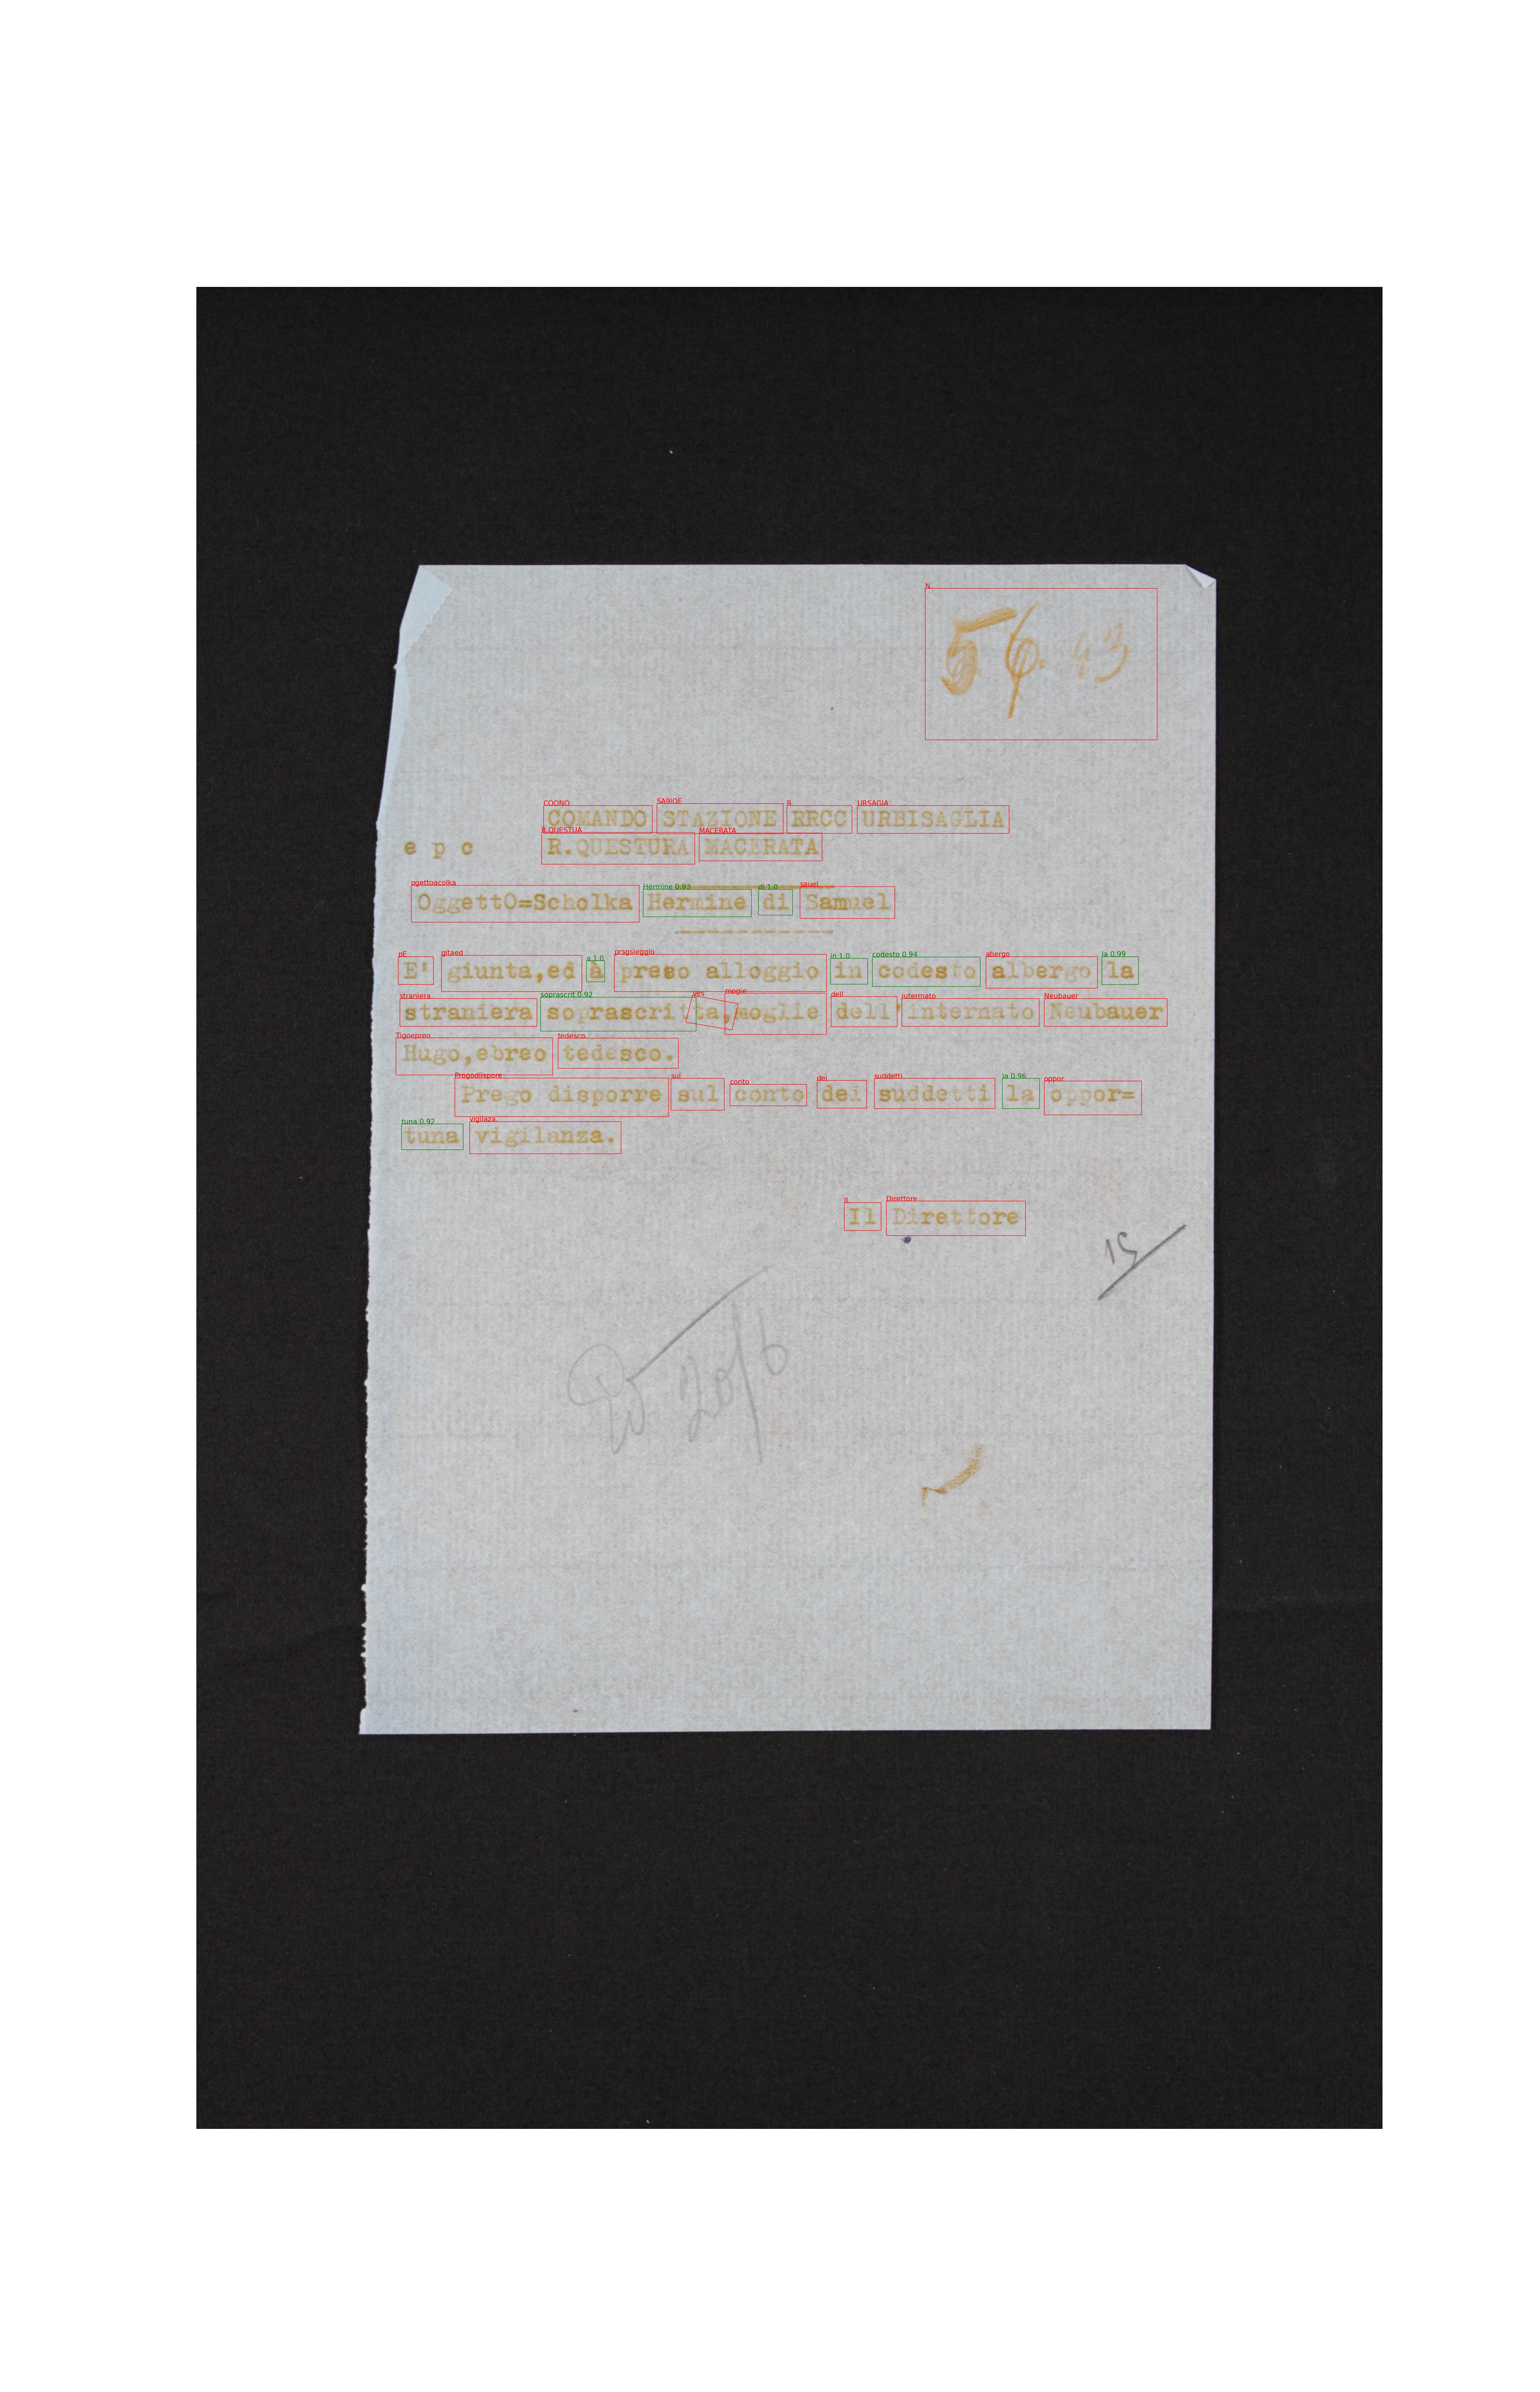 5. 6. 43
COMANDO STAZIONE RRCC URBISAGLIA
e p c R.QUESTURA MACERATA
OggettO=Scholka Hermine di Samuel
E' giunta,ed à preso alloggio in codesto albergo la
straniera soprascritta,moglie dell'internato Neubauer
Hugo,ebreo tedesco.
Prego disporre sul conto dei suddetti la oppor=
tuna vigilanza.
Il Direttore
15
20/6